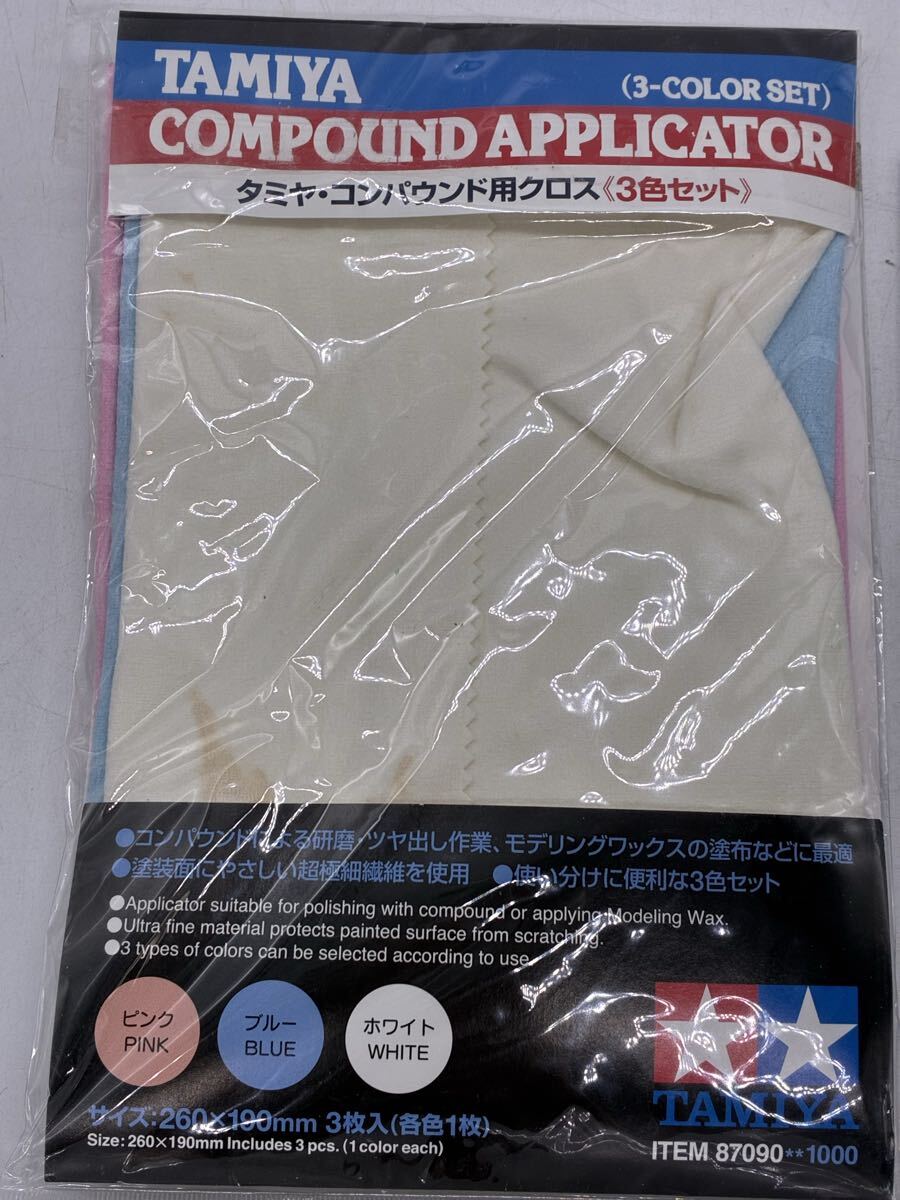 TAMIYA (3-COLOR SET)
COMPOUND APPLICATOR
タミヤ・コンパウンド用クロス《3色セット》
●コンパウンドによる研磨・ツヤ出し作業、モデリングワックスの塗布などに最適
●塗装面にやさしい超極細繊維を使用 ●使い分けに便利な3色セット
●Applicator suitable for polishing with compound or applying Modeling Wax.
●Ultra fine material protects painted surface from scratching.
●3 types of colors can be selected according to use.
ピンク
PINK
ブルー
BLUE
ホワイト
WHITE
サイズ:260×190mm 3枚入(各色1枚)
Size: 260×190mm Includes 3 pcs. (1 color each)
TAMIYA
ITEM 87090**1000